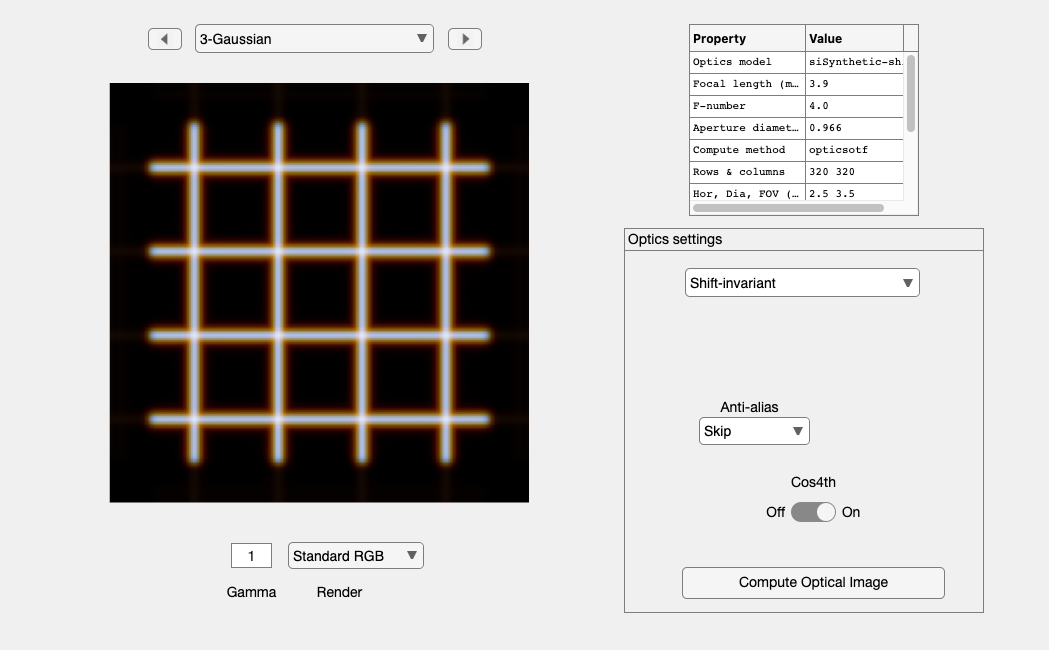 3-Gaussian
Gamma
1
Render
Standard RGB
Property Value
Optics model siSynthetic-sh
Focal length (m… 3.9
F-number 4.0
Aperture diamet… 0.966
Compute method opticsotf
Rows & columns 320 320
Hor, Dia, FOV (… 2.5 3.5
Optics settings
Shift-invariant
Anti-alias
Skip
Cos4th
Off On
Compute Optical Image